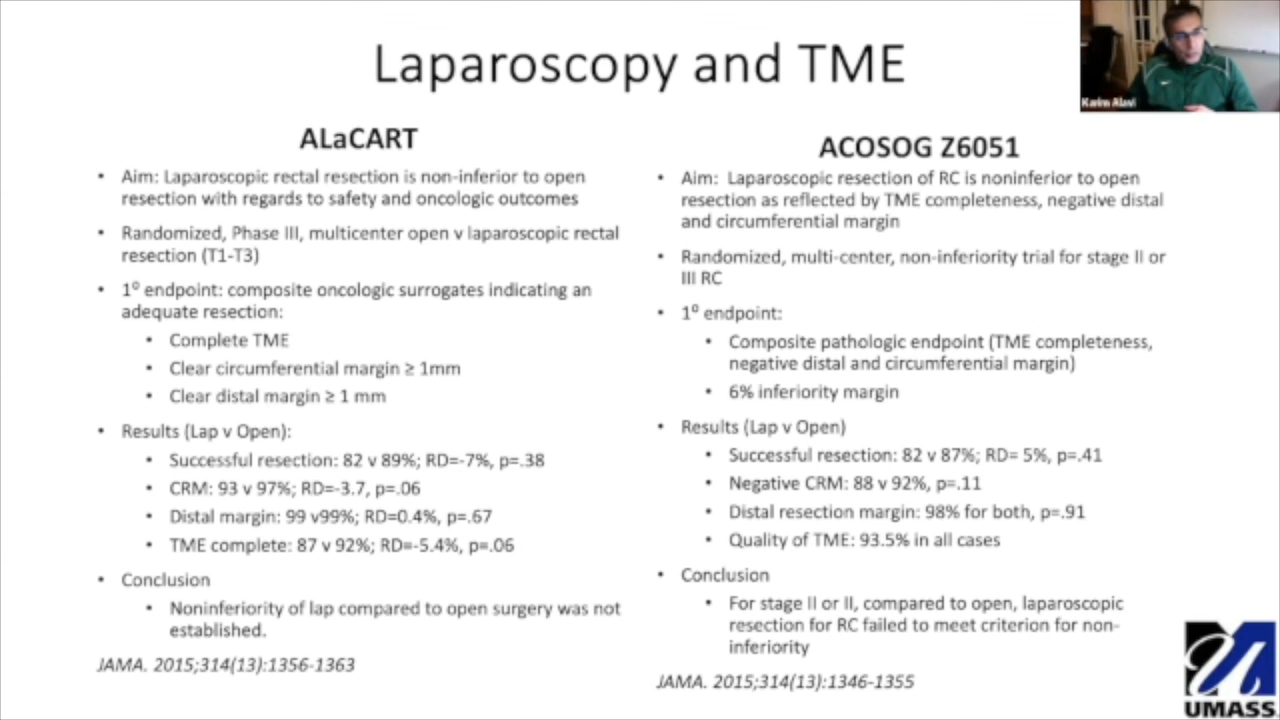 Laparoscopy and TME
Karim Alavi
ALaCART
• Aim: Laparoscopic rectal resection is non-inferior to open
resection with regards to safety and oncologic outcomes
• Randomized, Phase III, multicenter open v laparoscopic rectal
resection (T1-T3)
• 1⁰ endpoint: composite oncologic surrogates indicating an
adequate resection:
• Complete TME
• Clear circumferential margin ≥ 1mm
• Clear distal margin ≥ 1 mm
• Results (Lap v Open):
• Successful resection: 82 v 89%; RD=-7%, p=.38
• CRM: 93 v 97%; RD=-3.7, p=.06
• Distal margin: 99 v99%; RD=0.4%, p=.67
• TME complete: 87 v 92%; RD=-5.4%, p=.06
• Conclusion
• Noninferiority of lap compared to open surgery was not
established.
JAMA. 2015;314(13):1356-1363
ACOSOG Z6051
• Aim: Laparoscopic resection of RC is noninferior to open
resection as reflected by TME completeness, negative distal
and circumferential margin
• Randomized, multi-center, non-inferiority trial for stage II or
III RC
• 1⁰ endpoint:
• Composite pathologic endpoint (TME completeness,
negative distal and circumferential margin)
• 6% inferiority margin
• Results (Lap v Open)
• Successful resection: 82 v 87%; RD= 5%, p=.41
• Negative CRM: 88 v 92%, p=.11
• Distal resection margin: 98% for both, p=.91
• Quality of TME: 93.5% in all cases
• Conclusion
• For stage II or II, compared to open, laparoscopic
resection for RC failed to meet criterion for non-
inferiority
JAMA. 2015;314(13):1346-1355
UMASS